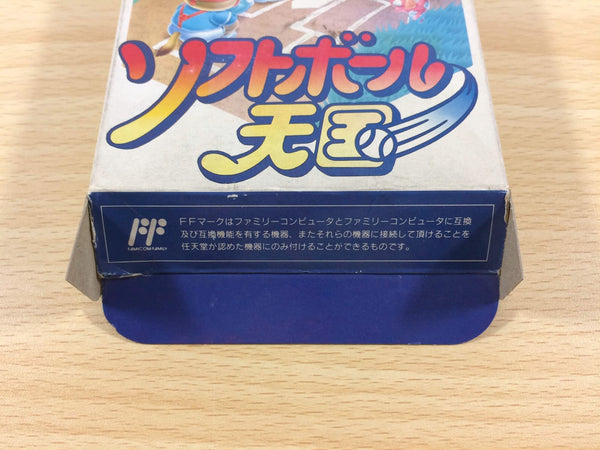 ソフトボール
天国
FF
FAMICOM FAMILY
FFマークはファミリーコンピュータとファミリーコンピュータに互換
及び互換機能を有する機器、またそれらの機器に接続して頂けることを
任天堂が認めた機器にのみ付けることができるものです。